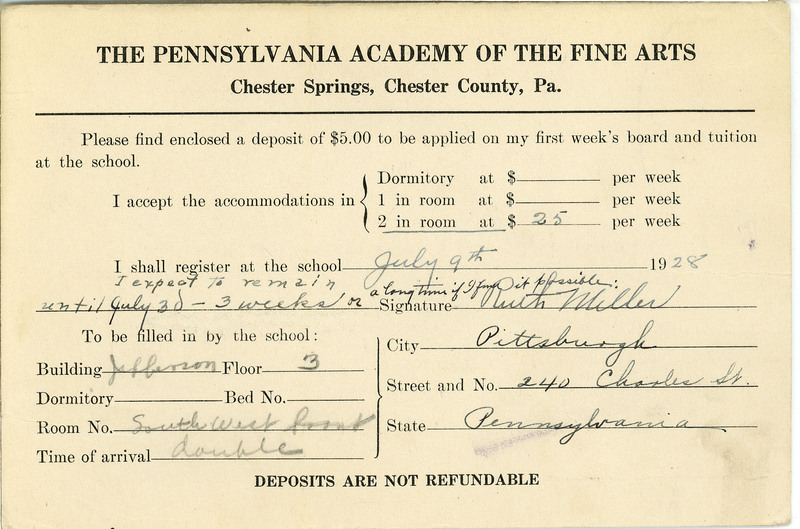 THE PENNSYLVANIA ACADEMY OF THE FINE ARTS
Chester Springs, Chester County, Pa.
Please find enclosed a deposit of $5.00 to be applied on my first week's board and tuition
at the school.
I accept the accommodations in
Dormitory at $ per week
1 in room at $ per week
2 in room at $ 25 per week
I shall register at the school July 9th 1928
I expect to remain
until July 30 - 3 weeks or a long time if I find it possible.
Signature Ruth Miller
To be filled in by the school:
Building Jefferson Floor 3
Dormitory Bed No.
Room No. South West front
double
Time of arrival
City Pittsburgh
Street and No. 240 Charles St.
State Pennsylvania
DEPOSITS ARE NOT REFUNDABLE